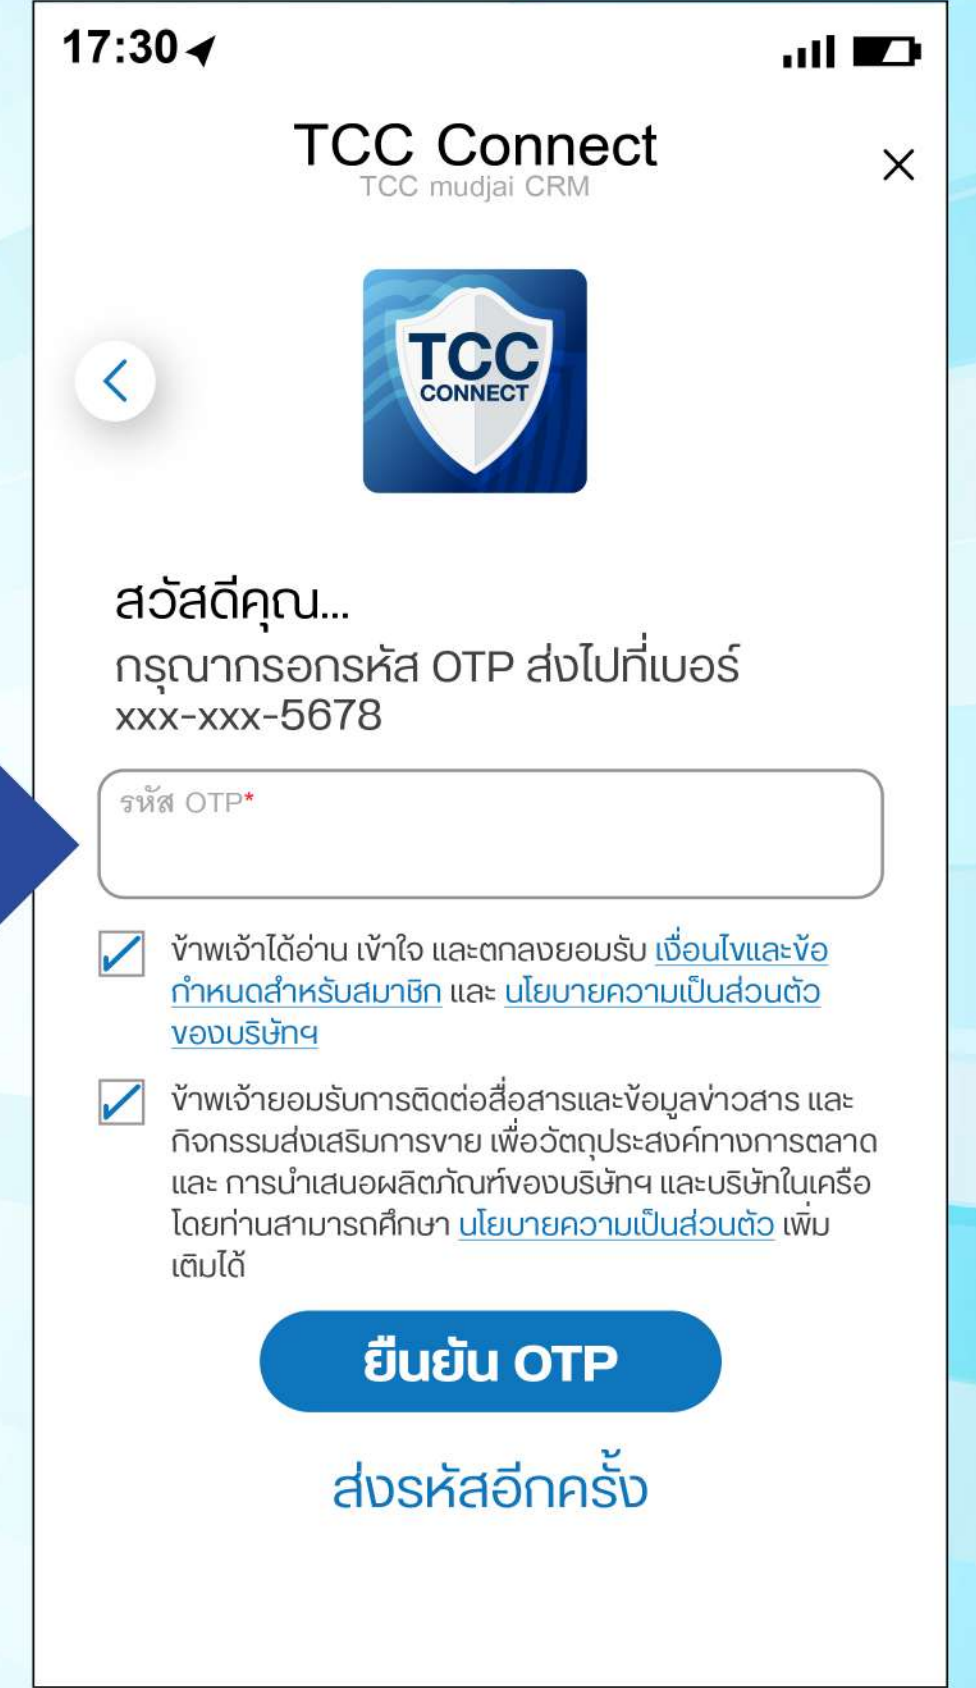 17:30
TCC Connect
TCC mudjai CRM
TCC
CONNECT
สวัสดีคุณ...
กรุณากรอกรหัส OTP ส่งไปที่เบอร์
xxx-xxx-5678
รหัส OTP*
ข้าพเจ้าได้อ่าน เข้าใจ และตกลงยอมรับ เงื่อนไขและข้อ
กำหนดสำหรับสมาชิก และ นโยบายความเป็นส่วนตัว
ของบริษัทฯ
ข้าพเจ้ายอมรับการติดต่อสื่อสารและข้อมูลข่าวสาร และ
กิจกรรมส่งเสริมการขาย เพื่อวัตถุประสงค์ทางการตลาด
และ การนำเสนอผลิตภัณฑ์ของบริษัทฯ และบริษัทในเครือ
โดยท่านสามารถศึกษา นโยบายความเป็นส่วนตัว เพิ่ม
เติมได้
ยืนยัน OTP
ส่งรหัสอีกครั้ง